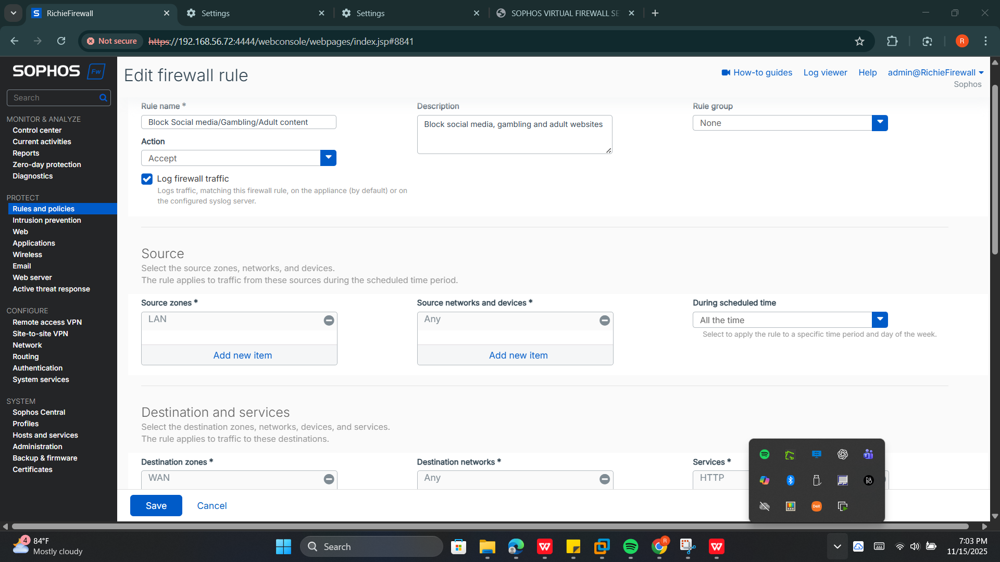 RichieFirewall
Settings
Settings
SOPHOS VIRTUAL FIREWALL SE
Not secure
https://192.168.56.72:4444/webconsole/webpages/index.jsp#8841
R
SOPHOS Fw
Search
MONITOR & ANALYZE
Control center
Current activities
Reports
Zero-day protection
Diagnostics
PROTECT
Rules and policies
Intrusion prevention
Web
Applications
Wireless
Email
Web server
Active threat response
CONFIGURE
Remote access VPN
Site-to-site VPN
Network
Routing
Authentication
System services
SYSTEM
Sophos Central
Profiles
Hosts and services
Administration
Backup & firmware
Certificates
Edit firewall rule
How-to guides
Log viewer
Help
admin@RichieFirewall
Sophos
Rule name *
Block Social media/Gambling/Adult content
Description
Block social media, gambling and adult websites
Rule group
None
Action
Accept
Log firewall traffic
Logs traffic, matching this firewall rule, on the appliance (by default) or on
the configured syslog server.
Source
Select the source zones, networks, and devices.
The rule applies to traffic from these sources during the scheduled time period.
Source zones *
LAN
Add new item
Source networks and devices *
Any
Add new item
During scheduled time
All the time
Select to apply the rule to a specific time period and day of the week.
Destination and services
Select the destination zones, networks, devices, and services.
The rule applies to traffic to these destinations.
Destination zones *
WAN
Destination networks *
Any
Services *
HTTP
Save
Cancel
DeX
4
84°F
Mostly cloudy
Search
R
7:03 PM
11/15/2025